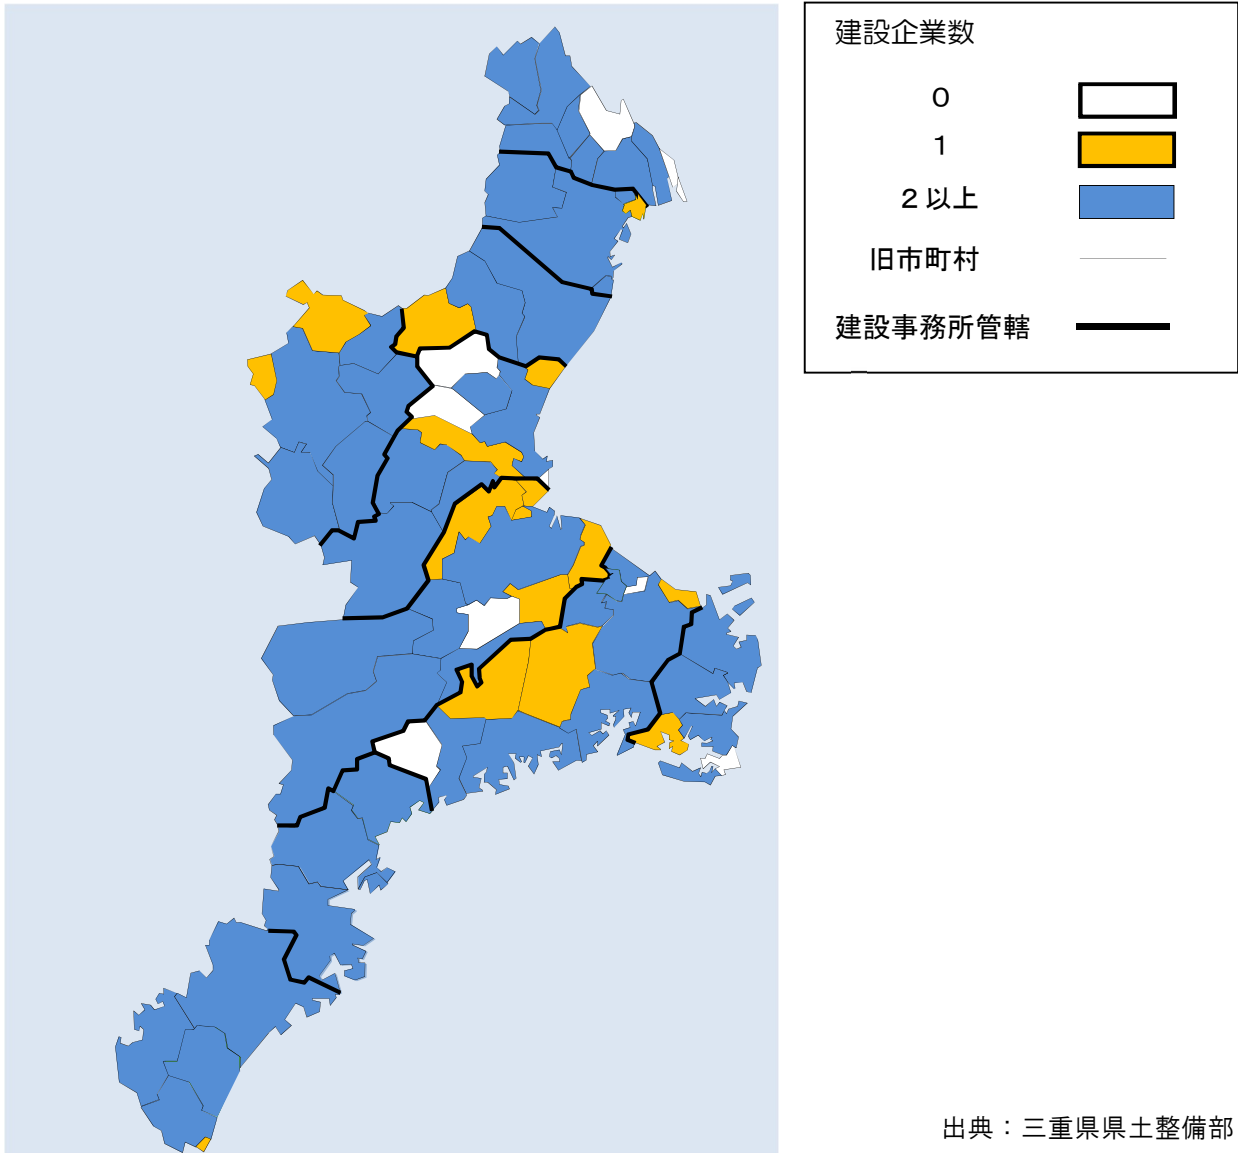 建設企業数
０
１
２以上
旧市町村
建設事務所管轄
出典：三重県県土整備部